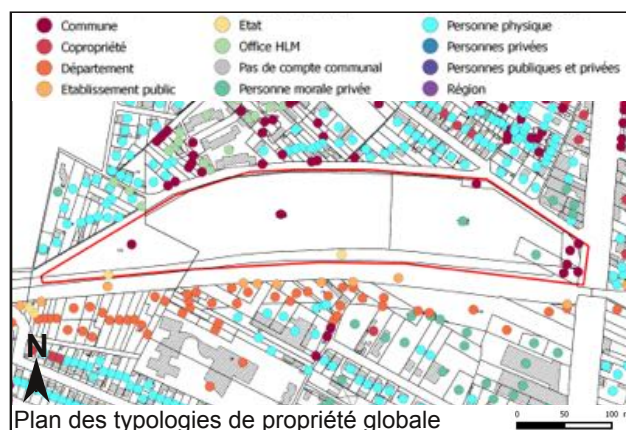 Commune
Copropriété
Département
Etablissement public
Etat
Office HLM
Pas de compte communal
Personne morale privée
Personne physique
Personnes privées
Personnes publiques et privées
Région
N
Plan des typologies de propriété globale
0 50 100 m